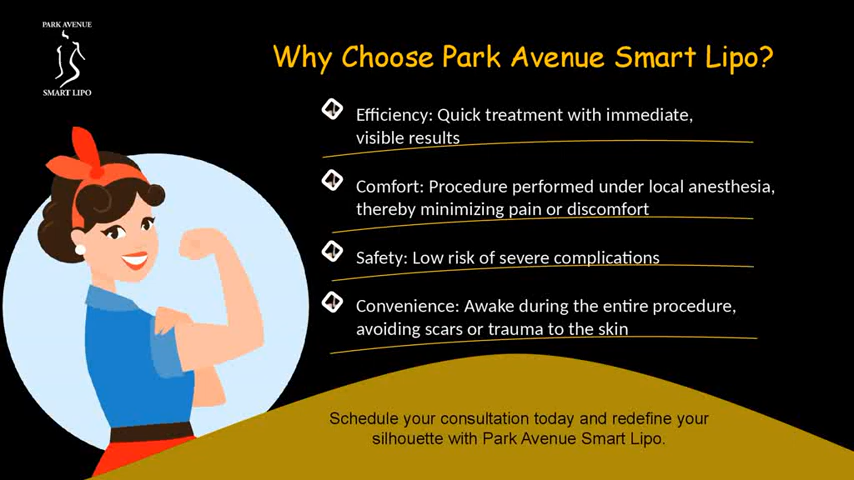 PARK AVENUE
SMART LIPO
Why Choose Park Avenue Smart Lipo?
Efficiency: Quick treatment with immediate,
visible results
Comfort: Procedure performed under local anesthesia,
thereby minimizing pain or discomfort
Safety: Low risk of severe complications
Convenience: Awake during the entire procedure,
avoiding scars or trauma to the skin
Schedule your consultation today and redefine your
silhouette with Park Avenue Smart Lipo.